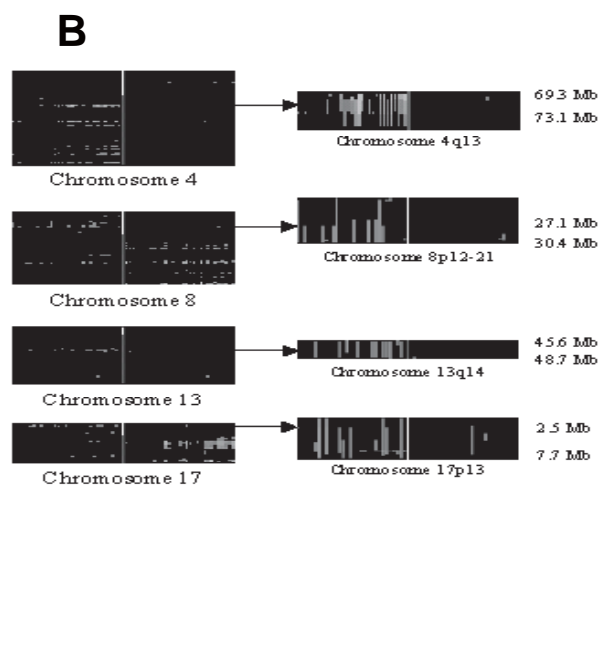 B
69.3 Mb
73.1 Mb
Chromosome 4q13
Chromosome 4
27.1 Mb
30.4 Mb
Chromosome 8p12-21
Chromosome 8
45.6 Mb
48.7 Mb
Chromosome 13q14
Chromosome 13
2.5 Mb
7.7 Mb
Chromosome 17p13
Chromosome 17